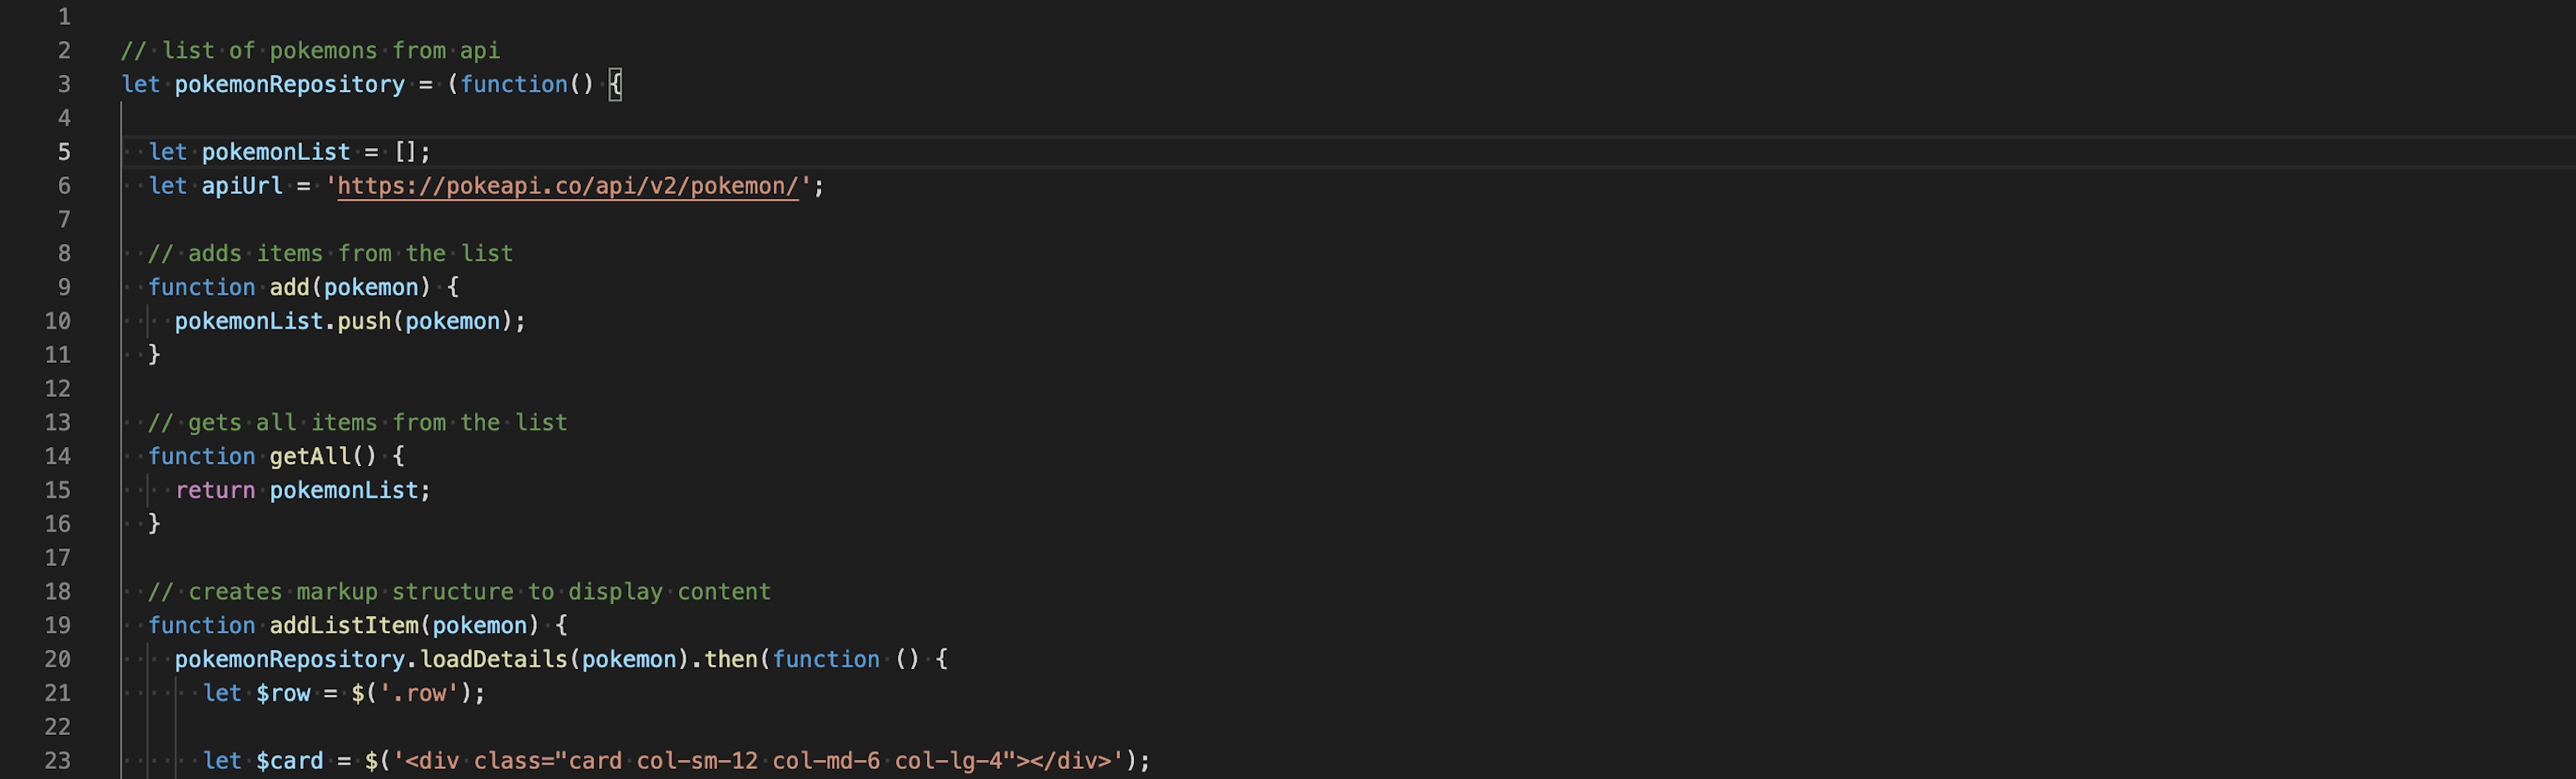 1
2 // list of pokemons from api
3 let pokemonRepository = (function() {
4
5 let pokemonList = [];
6 let apiUrl = 'https://pokeapi.co/api/v2/pokemon/';
7
8 // adds items from the list
9 function add(pokemon) {
10 pokemonList.push(pokemon);
11 }
12
13 // gets all items from the list
14 function getAll() {
15 return pokemonList;
16 }
17
18 // creates markup structure to display content
19 function addListItem(pokemon) {
20 pokemonRepository.loadDetails(pokemon).then(function () {
21 let $row = $('.row');
22
23 let $card = $('<div class="card col-sm-12 col-md-6 col-lg-4"></div>');